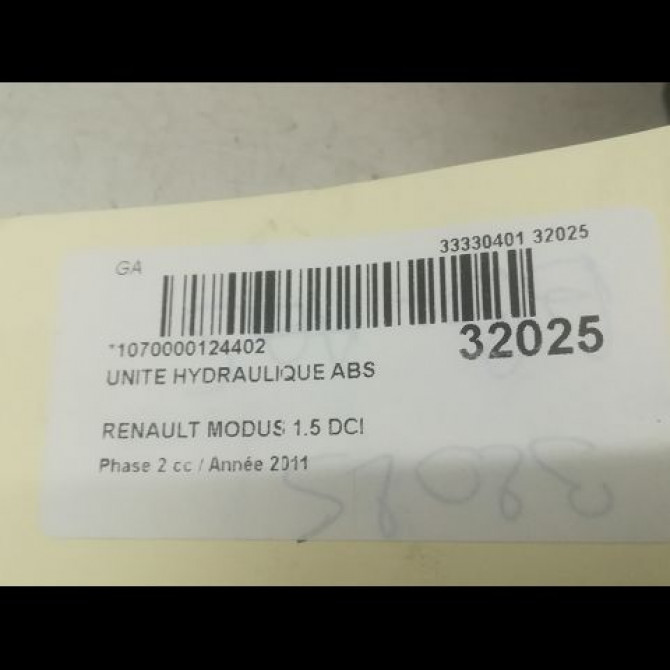 GA
33330401 32025
*1070000124402
32025
UNITE HYDRAULIQUE ABS
RENAULT MODUS 1.5 DCI
Phase 2 cc / Année 2011